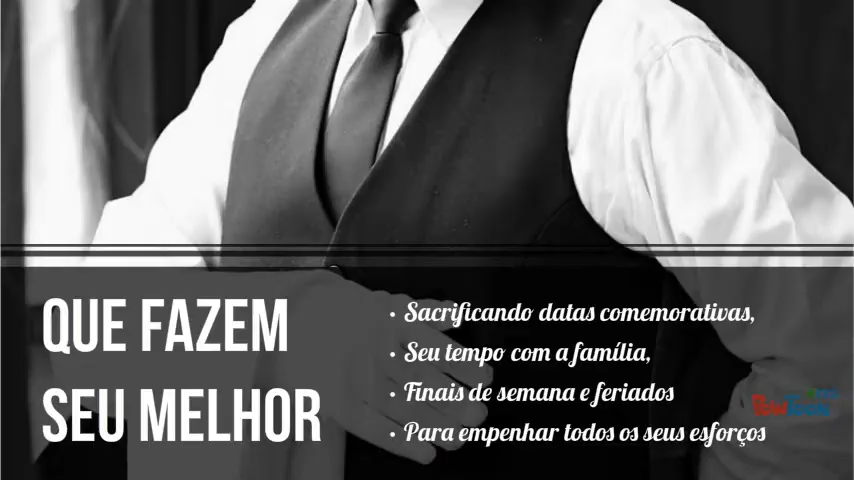 QUE FAZEM
SEU MELHOR
• Sacrificando datas comemorativas,
• Seu tempo com a família,
• Finais de semana e feriados
• Para empenhar todos os seus esforços
PowToon